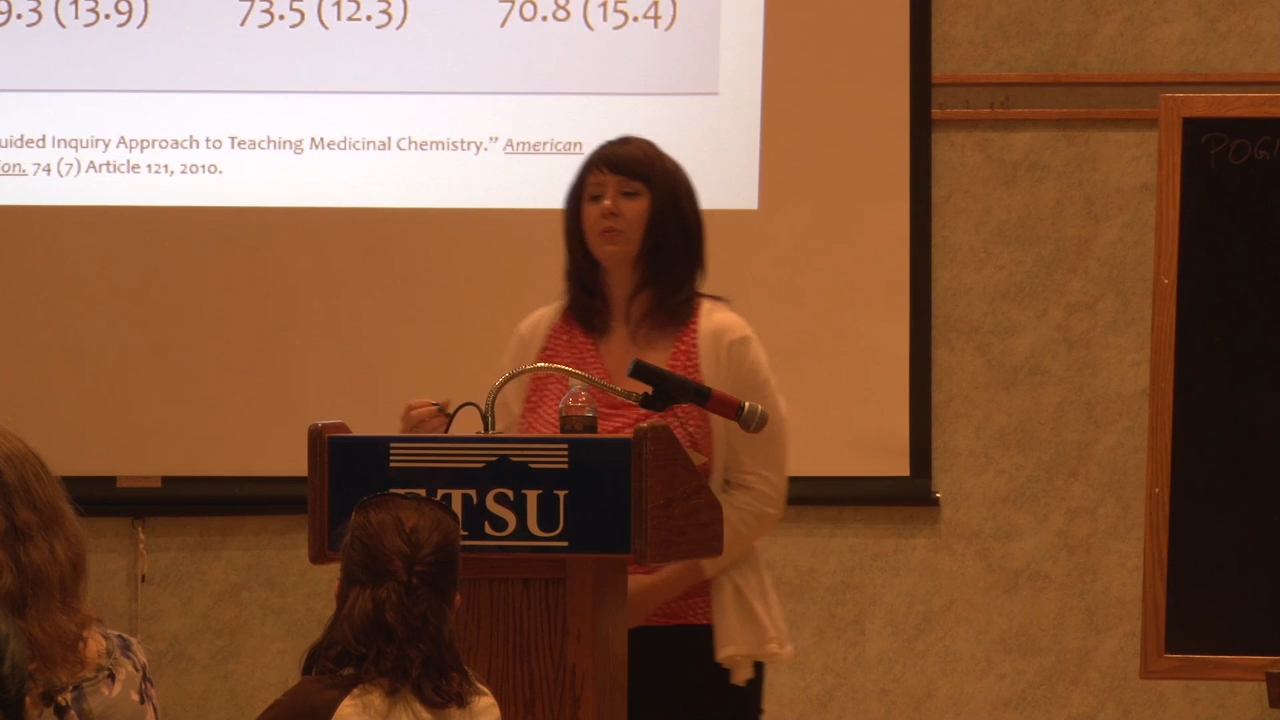 9.3 (13.9) 73.5 (12.3) 70.8 (15.4)
uided Inquiry Approach to Teaching Medicinal Chemistry.” American
ion. 74 (7) Article 121, 2010.
TSU